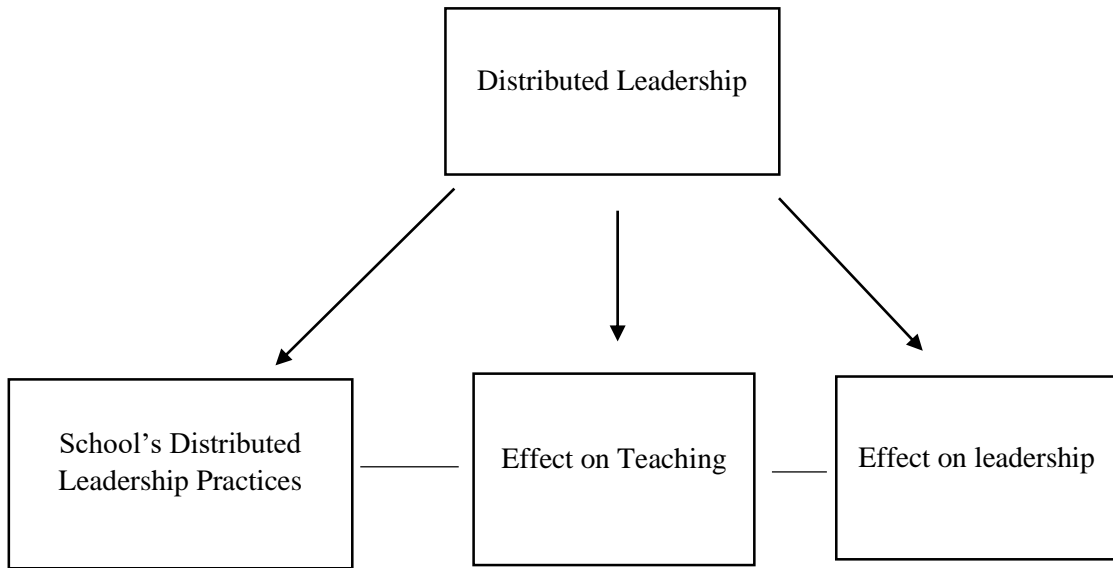 Distributed Leadership
School’s Distributed
Leadership Practices
Effect on Teaching
Effect on leadership